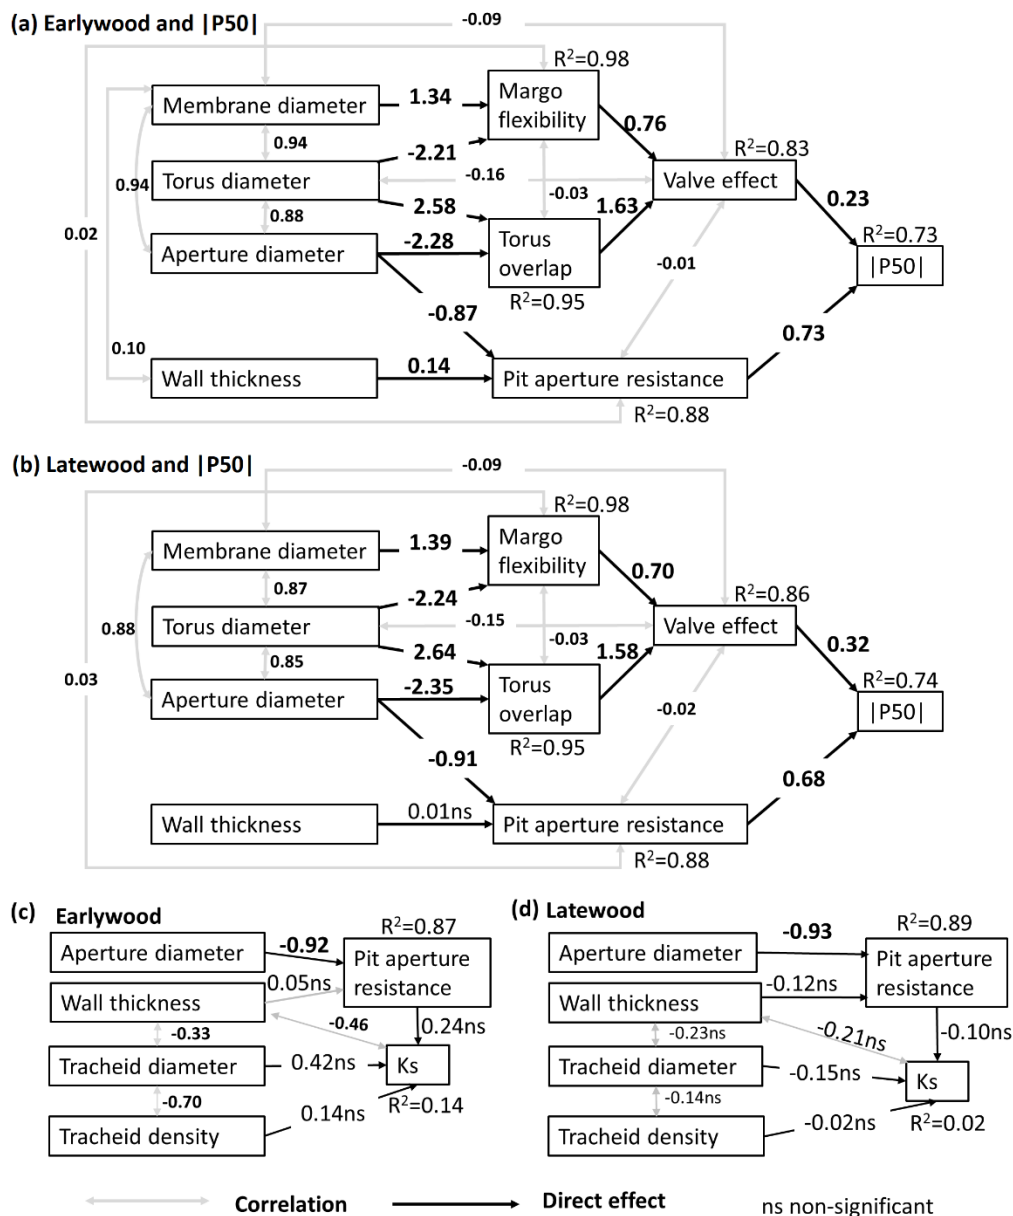 (a) Earlywood and |P50|
-0.09
R²=0.98
Membrane diameter
1.34
Margo
flexibility
0.76
0.94
-2.21
R²=0.83
0.94
Torus diameter
-0.16
-0.03
Valve effect
0.88
2.58
1.63
0.23
0.02
Aperture diameter
-2.28
Torus
overlap
-0.01
R²=0.73
|P50|
R²=0.95
-0.87
0.73
0.10
Wall thickness
0.14
Pit aperture resistance
R²=0.88
(b) Latewood and |P50|
-0.09
R²=0.98
Membrane diameter
1.39
Margo
flexibility
0.70
0.87
-2.24
R²=0.86
0.88
Torus diameter
-0.15
-0.03
Valve effect
0.85
2.64
1.58
0.32
0.03
Aperture diameter
-2.35
Torus
overlap
-0.02
R²=0.74
|P50|
R²=0.95
-0.91
0.68
Wall thickness
0.01ns
Pit aperture resistance
R²=0.88
(c) Earlywood
R²=0.87
Aperture diameter
-0.92
Pit aperture
resistance
0.05ns
Wall thickness
-0.33
-0.46
0.24ns
Tracheid diameter
0.42ns
Ks
-0.70
R²=0.14
0.14ns
Tracheid density
(d) Latewood
R²=0.89
Aperture diameter
-0.93
Pit aperture
resistance
Wall thickness
-0.12ns
-0.23ns
-0.21ns
-0.10ns
Tracheid diameter
-0.15ns
Ks
-0.14ns
R²=0.02
-0.02ns
Tracheid density
Correlation
Direct effect
ns non-significant